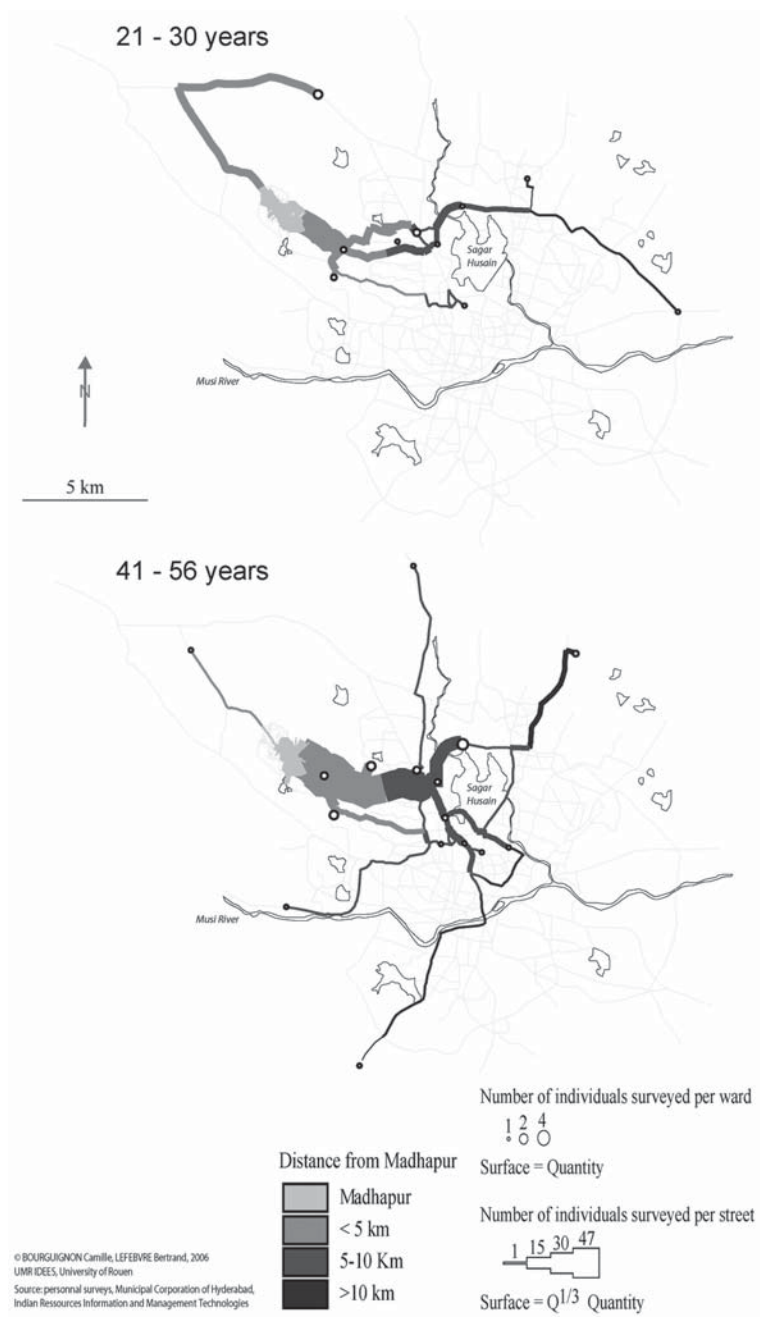 21 - 30 years
Sagar
Husain
Musi River
N
5 km
41 - 56 years
Sagar
Husain
Musi River
Number of individuals surveyed per ward
1 2 4
Surface = Quantity
Distance from Madhapur
Madhapur
< 5 km
5-10 Km
>10 km
Number of individuals surveyed per street
1 15 30 47
Surface = Q1/3 Quantity
© BOURGUIGNON Camille, LEFEBVRE Bertrand, 2006
UMR IDEES, University of Rouen
Source: personnal surveys, Municipal Corporation of Hyderabad,
Indian Ressources Information and Management Technologies